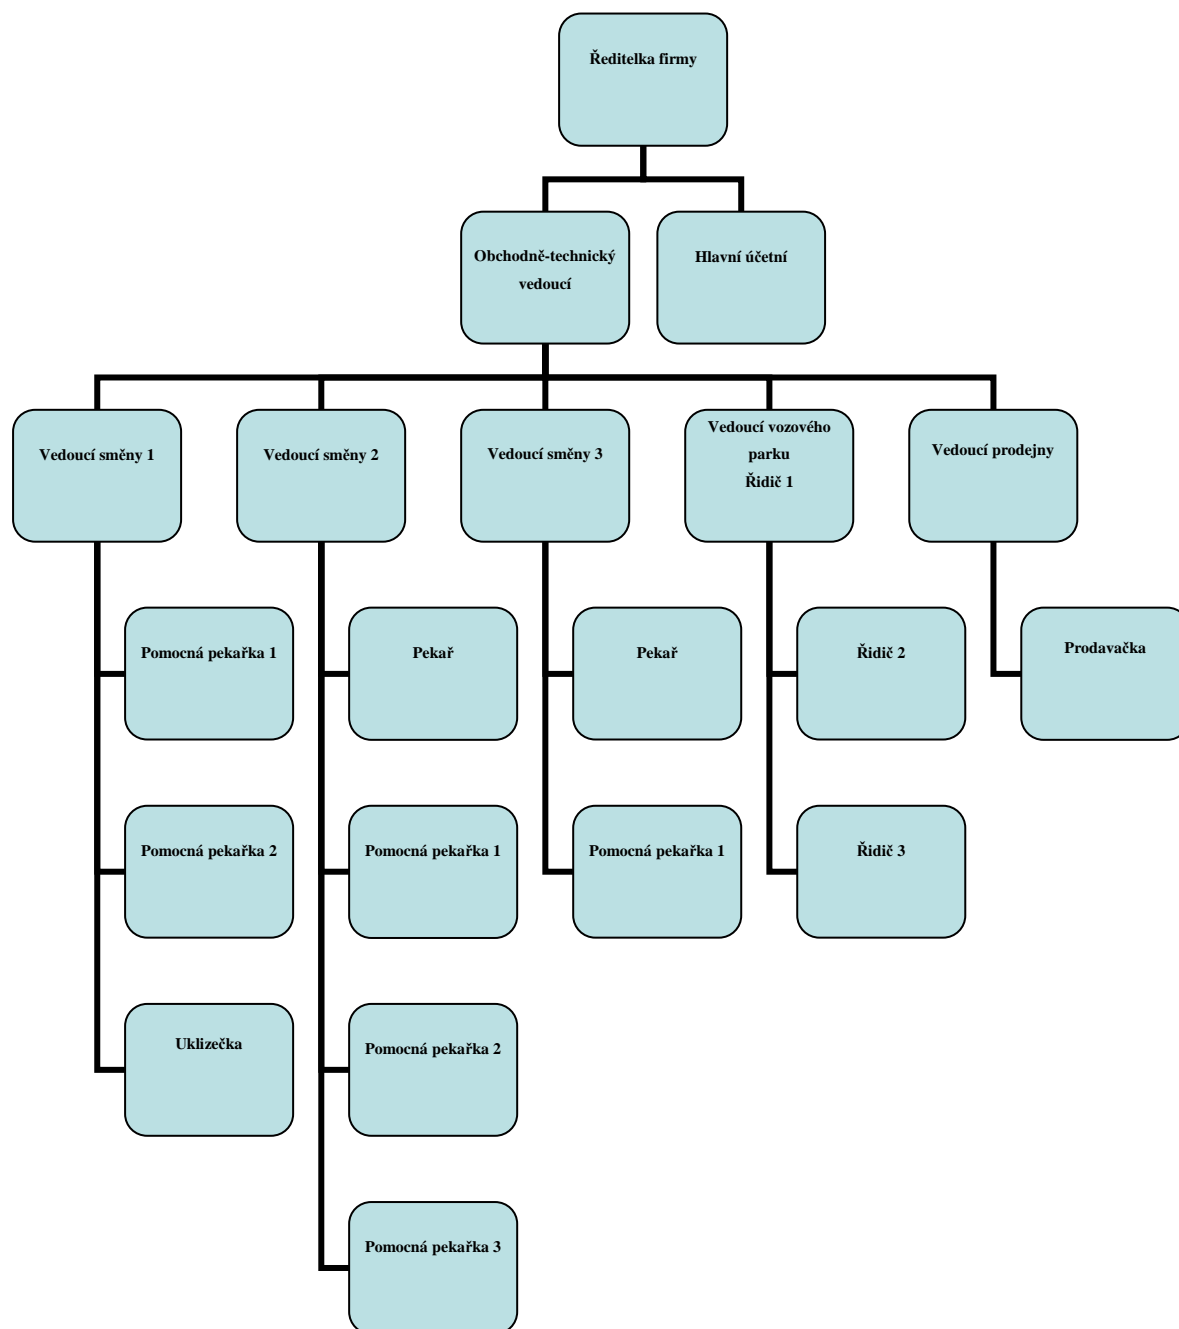 Ředitelka firmy
Obchodně-technický
vedoucí
Hlavní účetní
Vedoucí směny 1
Vedoucí směny 2
Vedoucí směny 3
Vedoucí vozového
parku
Řidič 1
Vedoucí prodejny
Pomocná pekařka 1
Pekař
Pekař
Řidič 2
Prodavačka
Pomocná pekařka 2
Pomocná pekařka 1
Pomocná pekařka 1
Řidič 3
Uklizečka
Pomocná pekařka 2
Pomocná pekařka 3